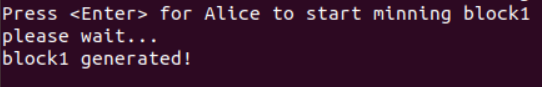 Press <Enter> for Alice to start minning block1
please wait...
block1 generated!